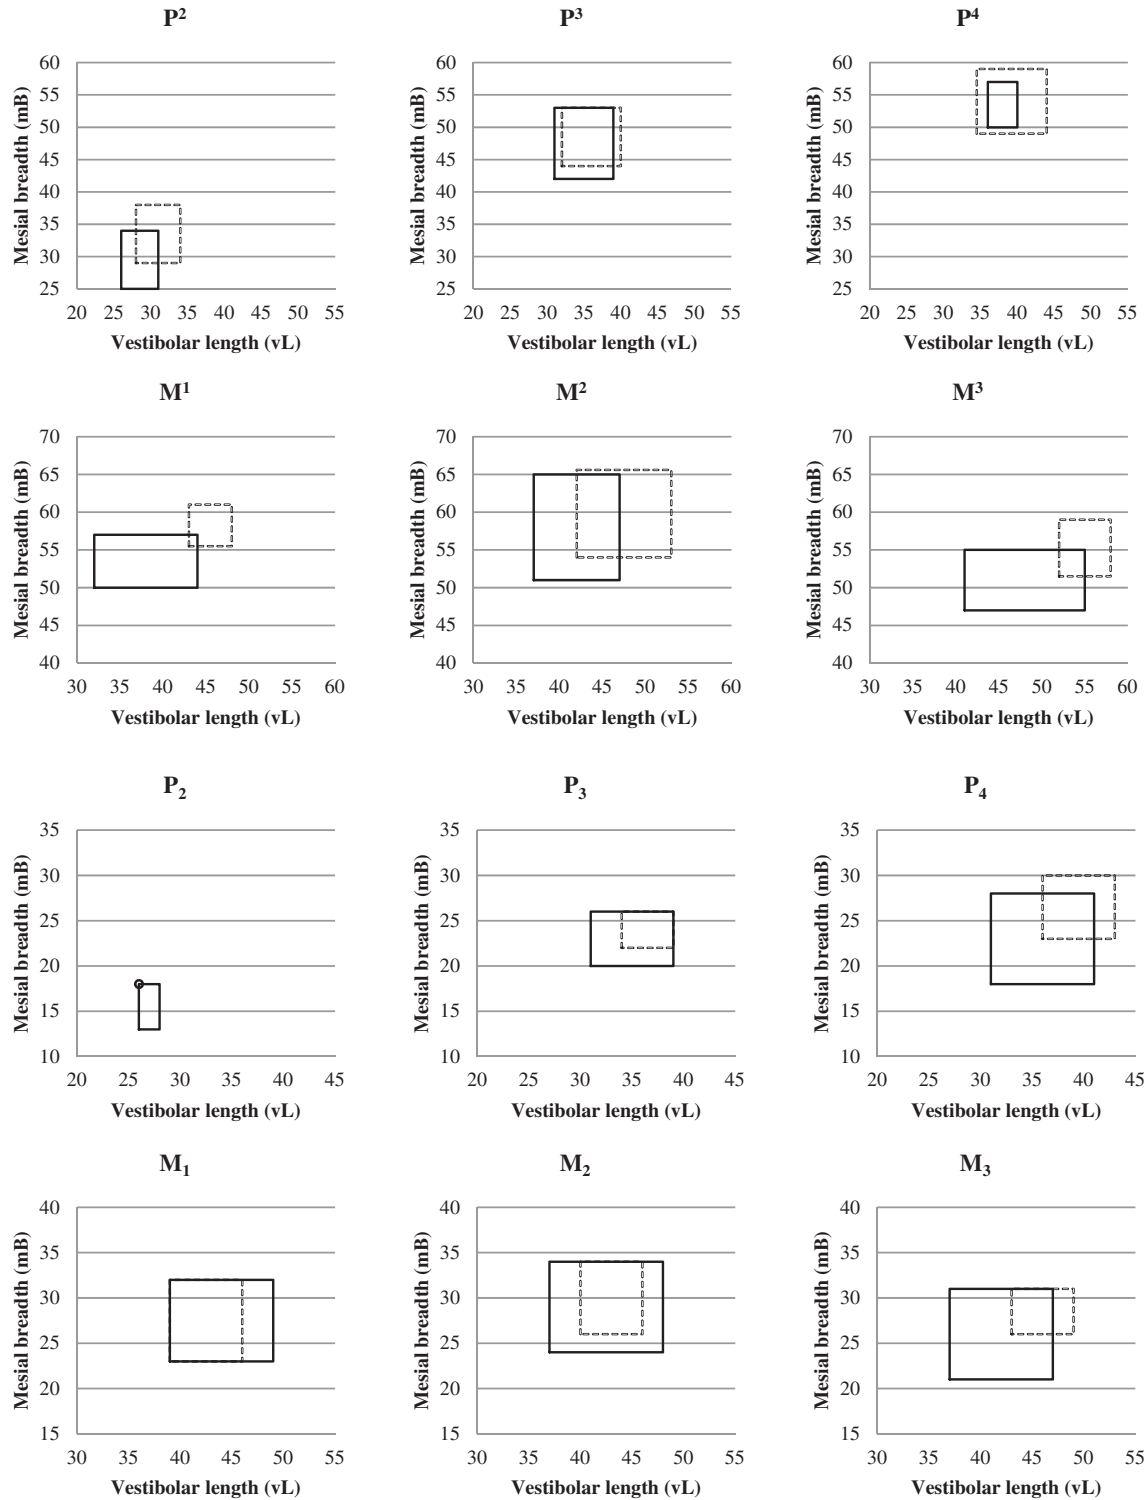 P²
P³
P⁴
Mesial breadth (mB)
60
55
50
45
40
35
30
25
20 25 30 35 40 45 50 55
Vestibolar length (vL)
Mesial breadth (mB)
60
55
50
45
40
35
30
25
20 25 30 35 40 45 50 55
Vestibolar length (vL)
Mesial breadth (mB)
60
55
50
45
40
35
30
25
20 25 30 35 40 45 50 55
Vestibolar length (vL)
M¹
M²
M³
Mesial breadth (mB)
70
65
60
55
50
45
40
30 35 40 45 50 55 60
Vestibolar length (vL)
Mesial breadth (mB)
70
65
60
55
50
45
40
30 35 40 45 50 55 60
Vestibolar length (vL)
Mesial breadth (mB)
70
65
60
55
50
45
40
30 35 40 45 50 55 60
Vestibolar length (vL)
P₂
P₃
P₄
Mesial breadth (mB)
35
30
25
20
15
10
20 25 30 35 40 45
Vestibolar length (vL)
Mesial breadth (mB)
35
30
25
20
15
10
20 25 30 35 40 45
Vestibolar length (vL)
Mesial breadth (mB)
35
30
25
20
15
10
20 25 30 35 40 45
Vestibolar length (vL)
M₁
M₂
M₃
Mesial breadth (mB)
40
35
30
25
20
15
30 35 40 45 50 55
Vestibolar length (vL)
Mesial breadth (mB)
40
35
30
25
20
15
30 35 40 45 50 55
Vestibolar length (vL)
Mesial breadth (mB)
40
35
30
25
20
15
30 35 40 45 50 55
Vestibolar length (vL)